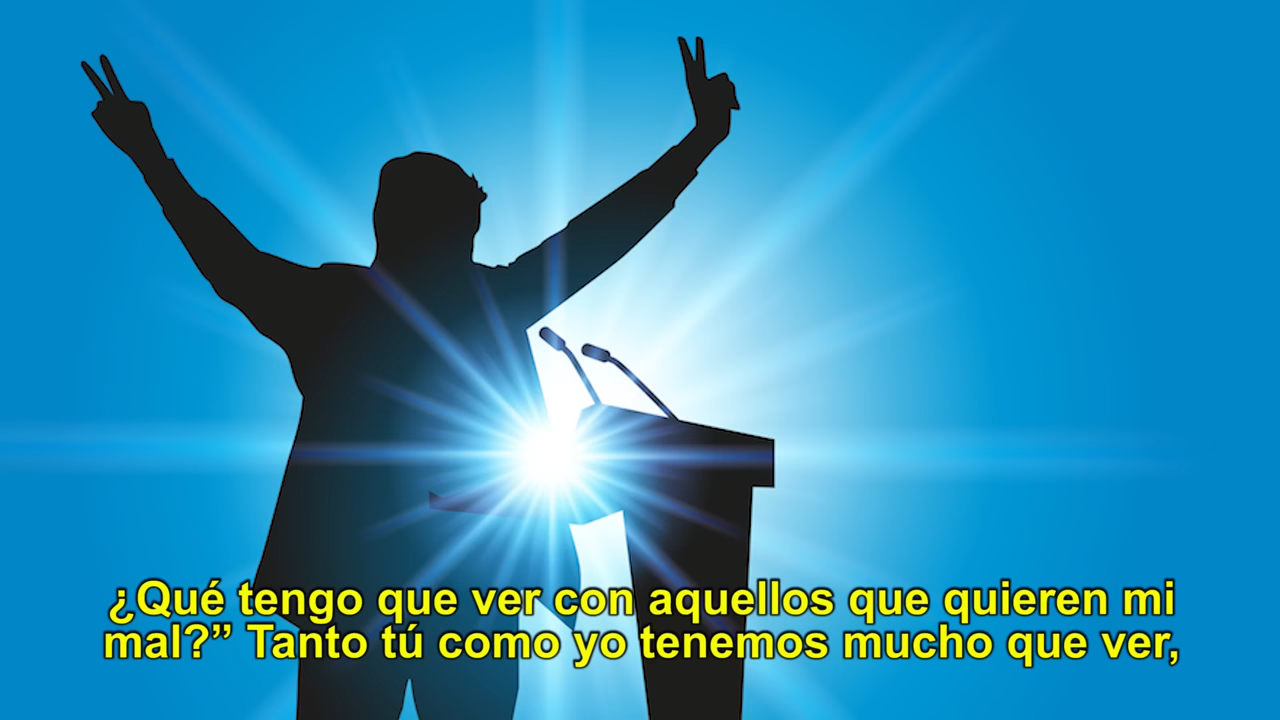 ¿Qué tengo que ver con aquellos que quieren mi
mal?” Tanto tú como yo tenemos mucho que ver,